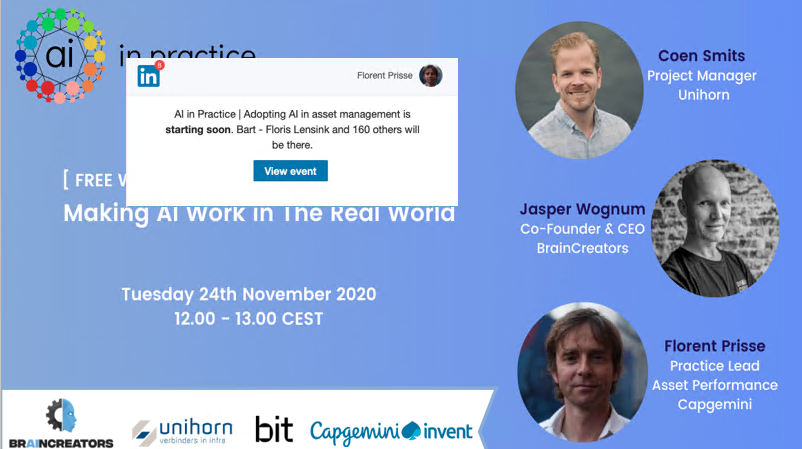 ai in practice
in 8
Florent Prisse
AI in Practice | Adopting AI in asset management is
starting soon. Bart - Floris Lensink and 160 others will
be there.
View event
[ FREE
Making AI Work In The Real World
Tuesday 24th November 2020
12.00 - 13.00 CEST
Coen Smits
Project Manager
Unihorn
Jasper Wognum
Co-Founder & CEO
BrainCreators
Florent Prisse
Practice Lead
Asset Performance
Capgemini
BRAINCREATORS
unihorn
verbinders in infra
bit
Capgemini invent